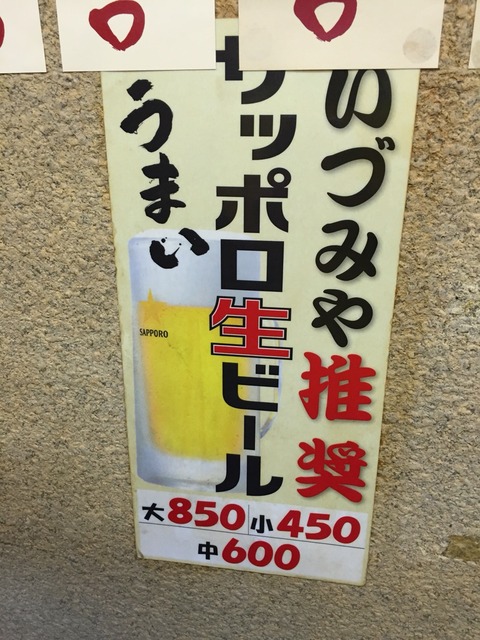 いづみや推奨
サッポロ生ビール
うまい
SAPPORO
大850
小450
中600